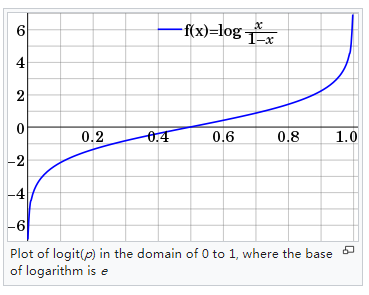 6
f(x)=log x/1−x
4
2
0
0.2 0.4 0.6 0.8 1.0
−2
−4
−6
Plot of logit(p) in the domain of 0 to 1, where the base
of logarithm is e